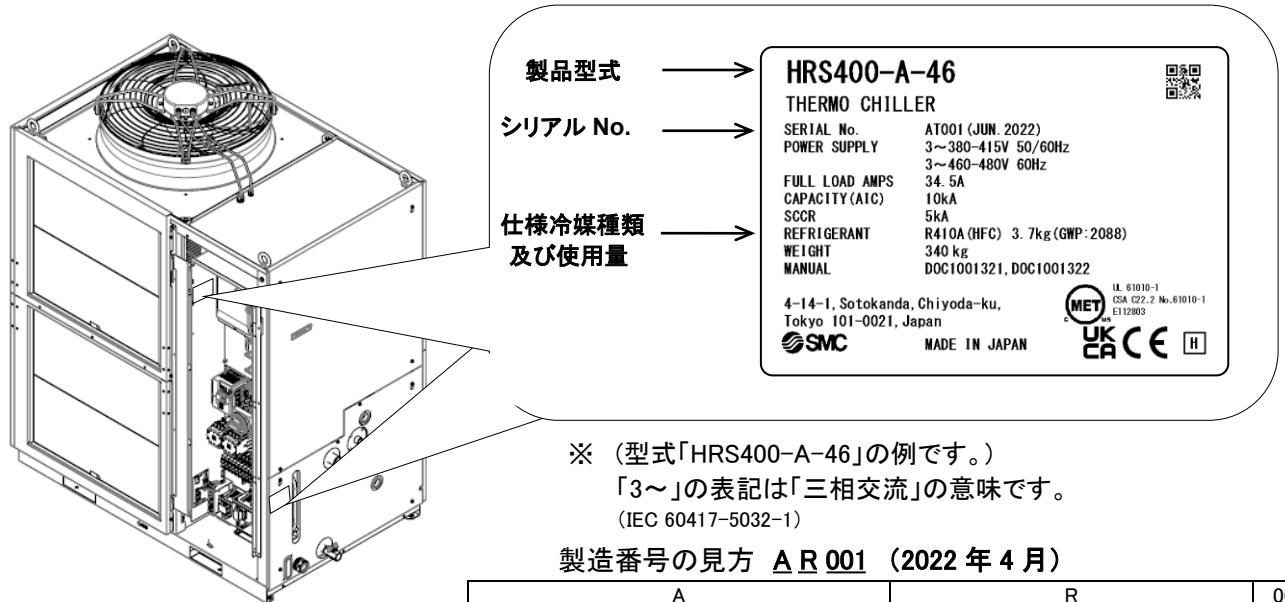 製品型式
シリアル No.
仕様冷媒種類
及び使用量
HRS400-A-46
THERMO CHILLER
SERIAL No. AT001(JUN.2022)
POWER SUPPLY 3～380-415V 50/60Hz
3～460-480V 60Hz
FULL LOAD AMPS 34.5A
CAPACITY(AIC) 10kA
SCCR 5kA
REFRIGERANT R410A(HFC) 3.7kg(GWP:2088)
WEIGHT 340 kg
MANUAL DOC1001321,DOC1001322
4-14-1,Sotokanda,Chiyoda-ku,
Tokyo 101-0021,Japan
SMC MADE IN JAPAN
MET
C US
UL 61010-1
CSA C22.2 No.61010-1
E112803
UK CA CE H
※ (型式「HRS400-A-46」の例です。)
「3～」の表記は「三相交流」の意味です。
(IEC 60417-5032-1)
製造番号の見方 A R 001 (2022 年 4 月)
A R 0